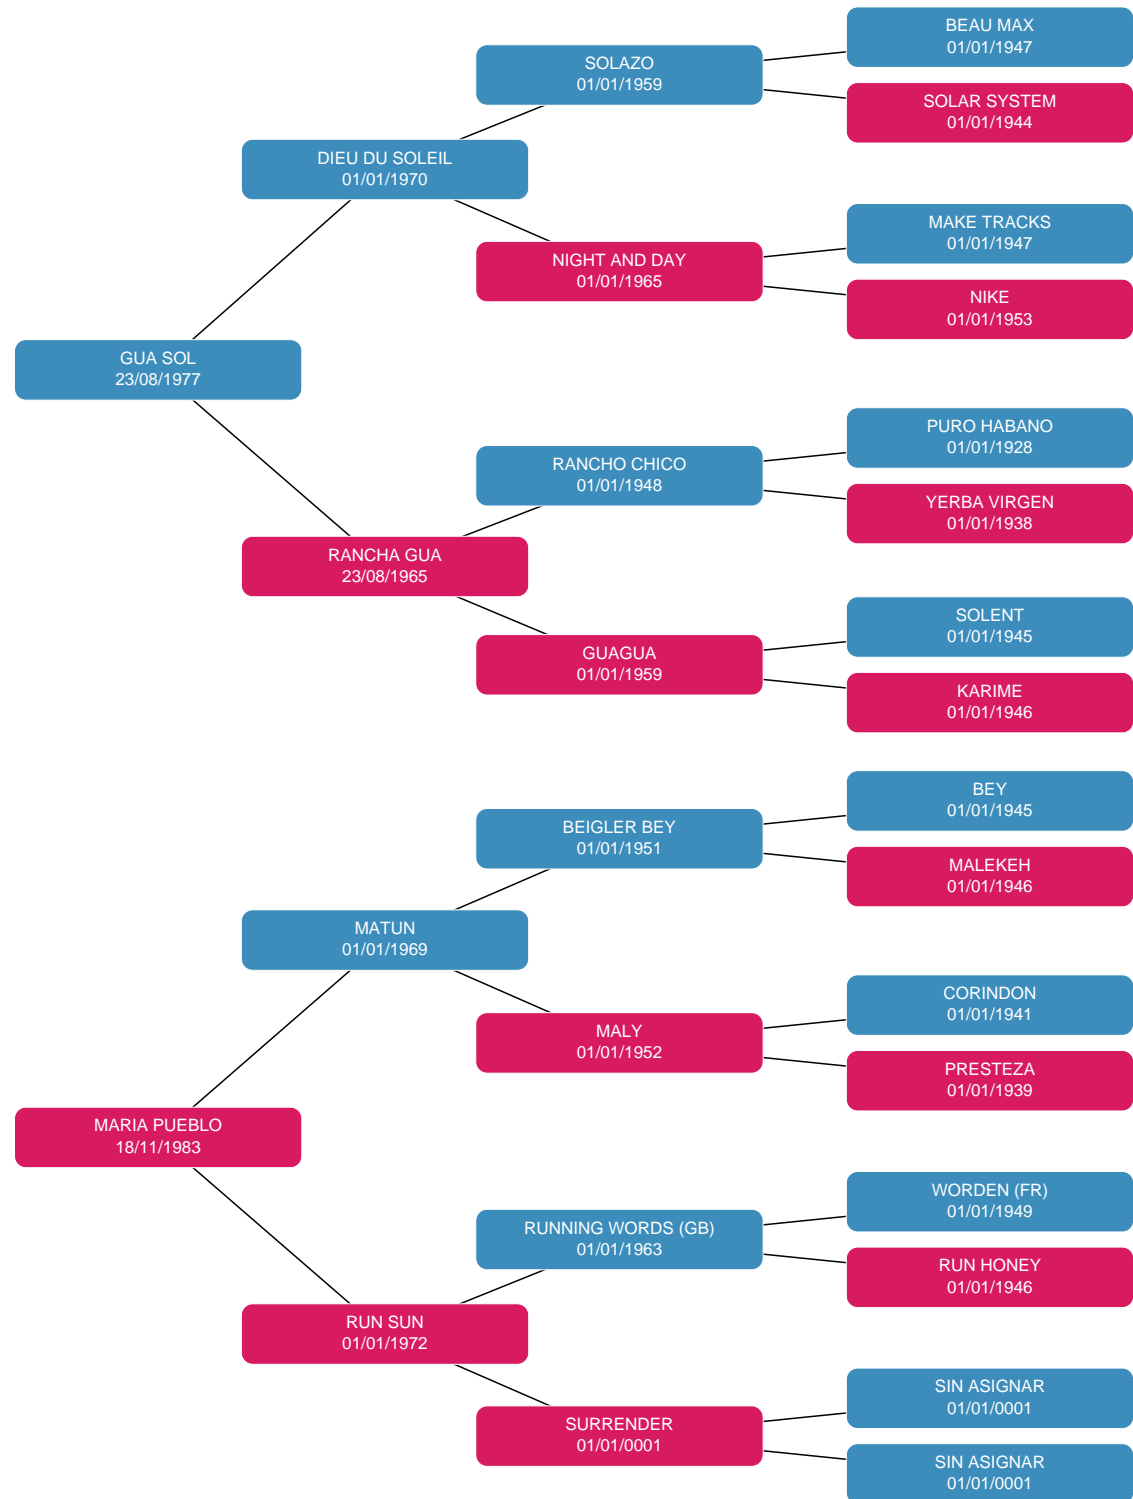 BEAU MAX
01/01/1947
SOLAZO
01/01/1959
SOLAR SYSTEM
01/01/1944
DIEU DU SOLEIL
01/01/1970
MAKE TRACKS
01/01/1947
NIGHT AND DAY
01/01/1965
NIKE
01/01/1953
GUA SOL
23/08/1977
PURO HABANO
01/01/1928
RANCHO CHICO
01/01/1948
YERBA VIRGEN
01/01/1938
RANCHA GUA
23/08/1965
SOLENT
01/01/1945
GUAGUA
01/01/1959
KARIME
01/01/1946
BEY
01/01/1945
BEIGLER BEY
01/01/1951
MALEKEH
01/01/1946
MATUN
01/01/1969
CORINDON
01/01/1941
MALY
01/01/1952
PRESTEZA
01/01/1939
MARIA PUEBLO
18/11/1983
WORDEN (FR)
01/01/1949
RUNNING WORDS (GB)
01/01/1963
RUN HONEY
01/01/1946
RUN SUN
01/01/1972
SIN ASIGNAR
01/01/0001
SURRENDER
01/01/0001
SIN ASIGNAR
01/01/0001